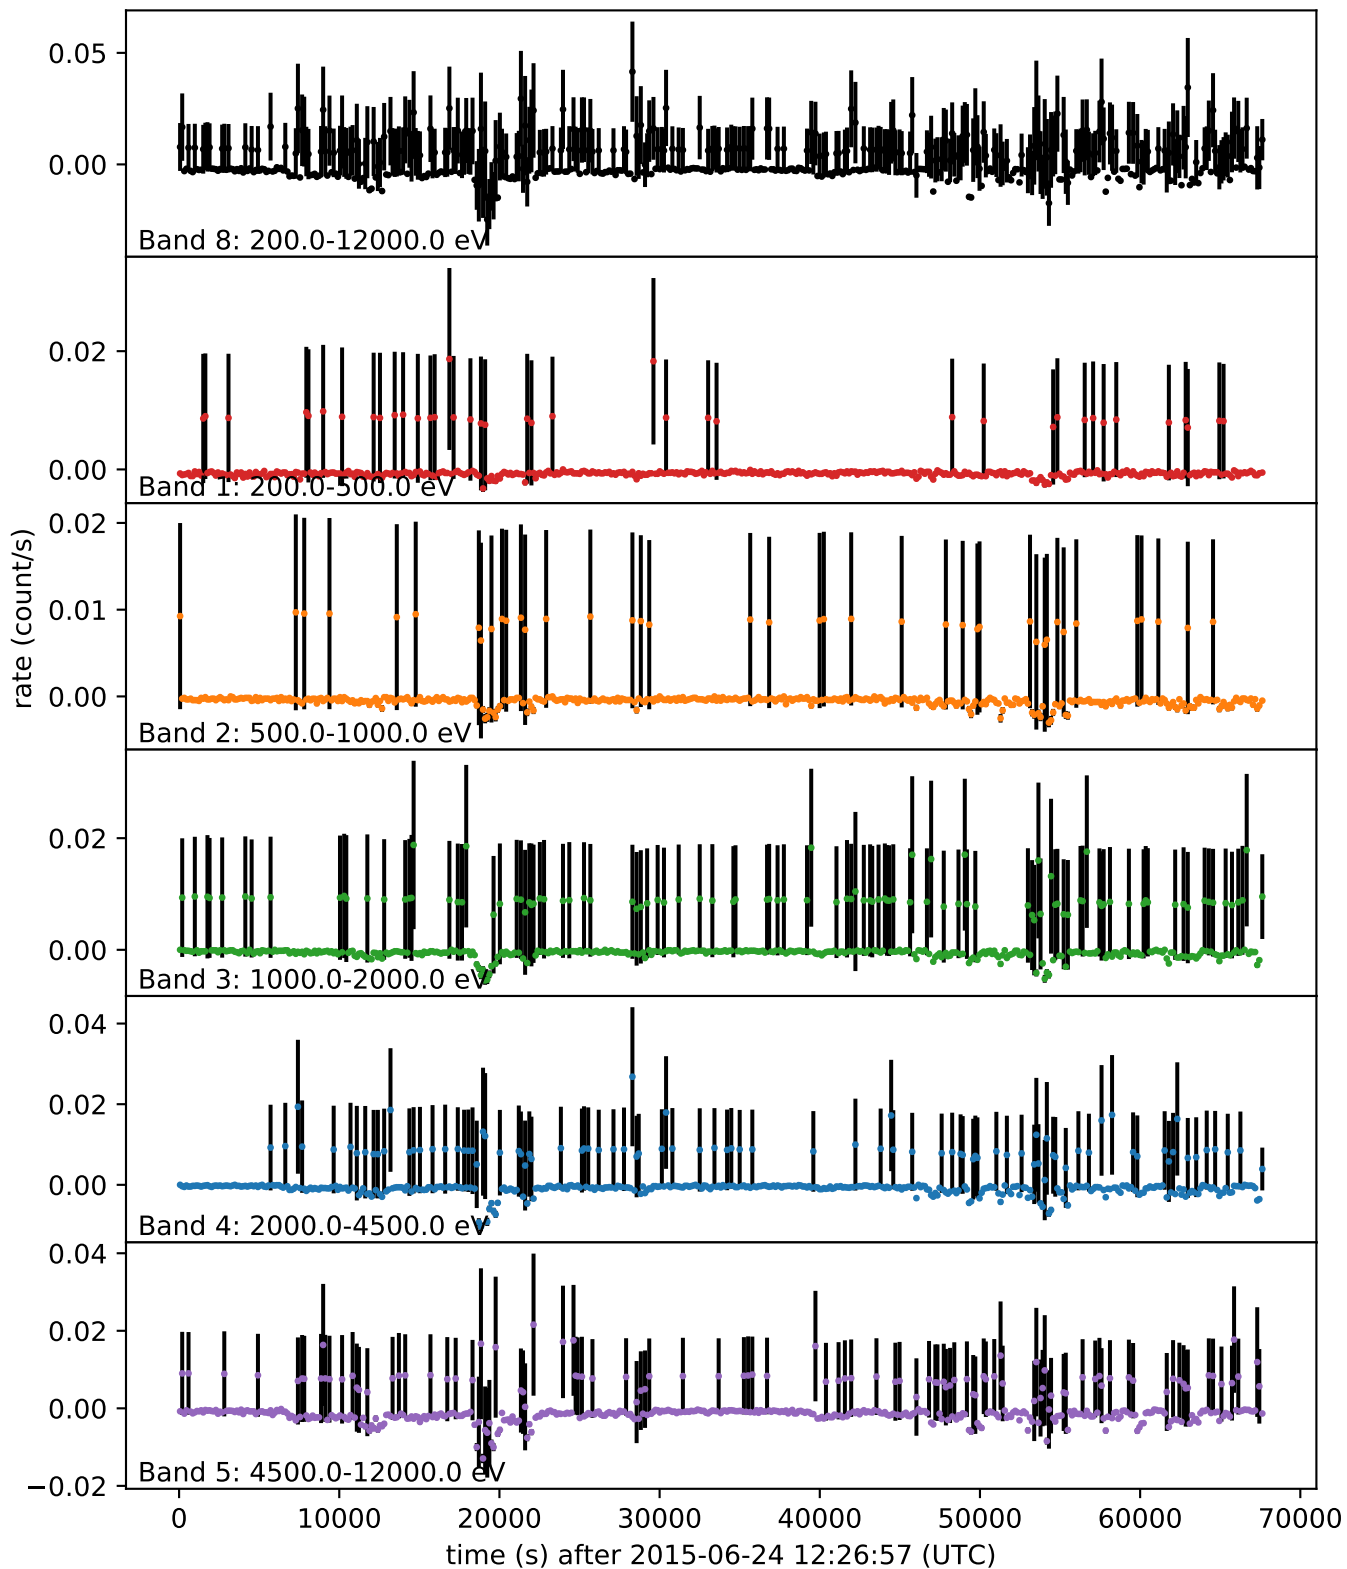 0.05
0.00
Band 8: 200.0-12000.0 eV
0.02
0.00
Band 1: 200.0-500.0 eV
0.02
0.01
0.00
Band 2: 500.0-1000.0 eV
rate (count/s)
0.02
0.00
Band 3: 1000.0-2000.0 eV
0.04
0.02
0.00
Band 4: 2000.0-4500.0 eV
0.04
0.02
0.00
−0.02
Band 5: 4500.0-12000.0 eV
0 10000 20000 30000 40000 50000 60000 70000
time (s) after 2015-06-24 12:26:57 (UTC)